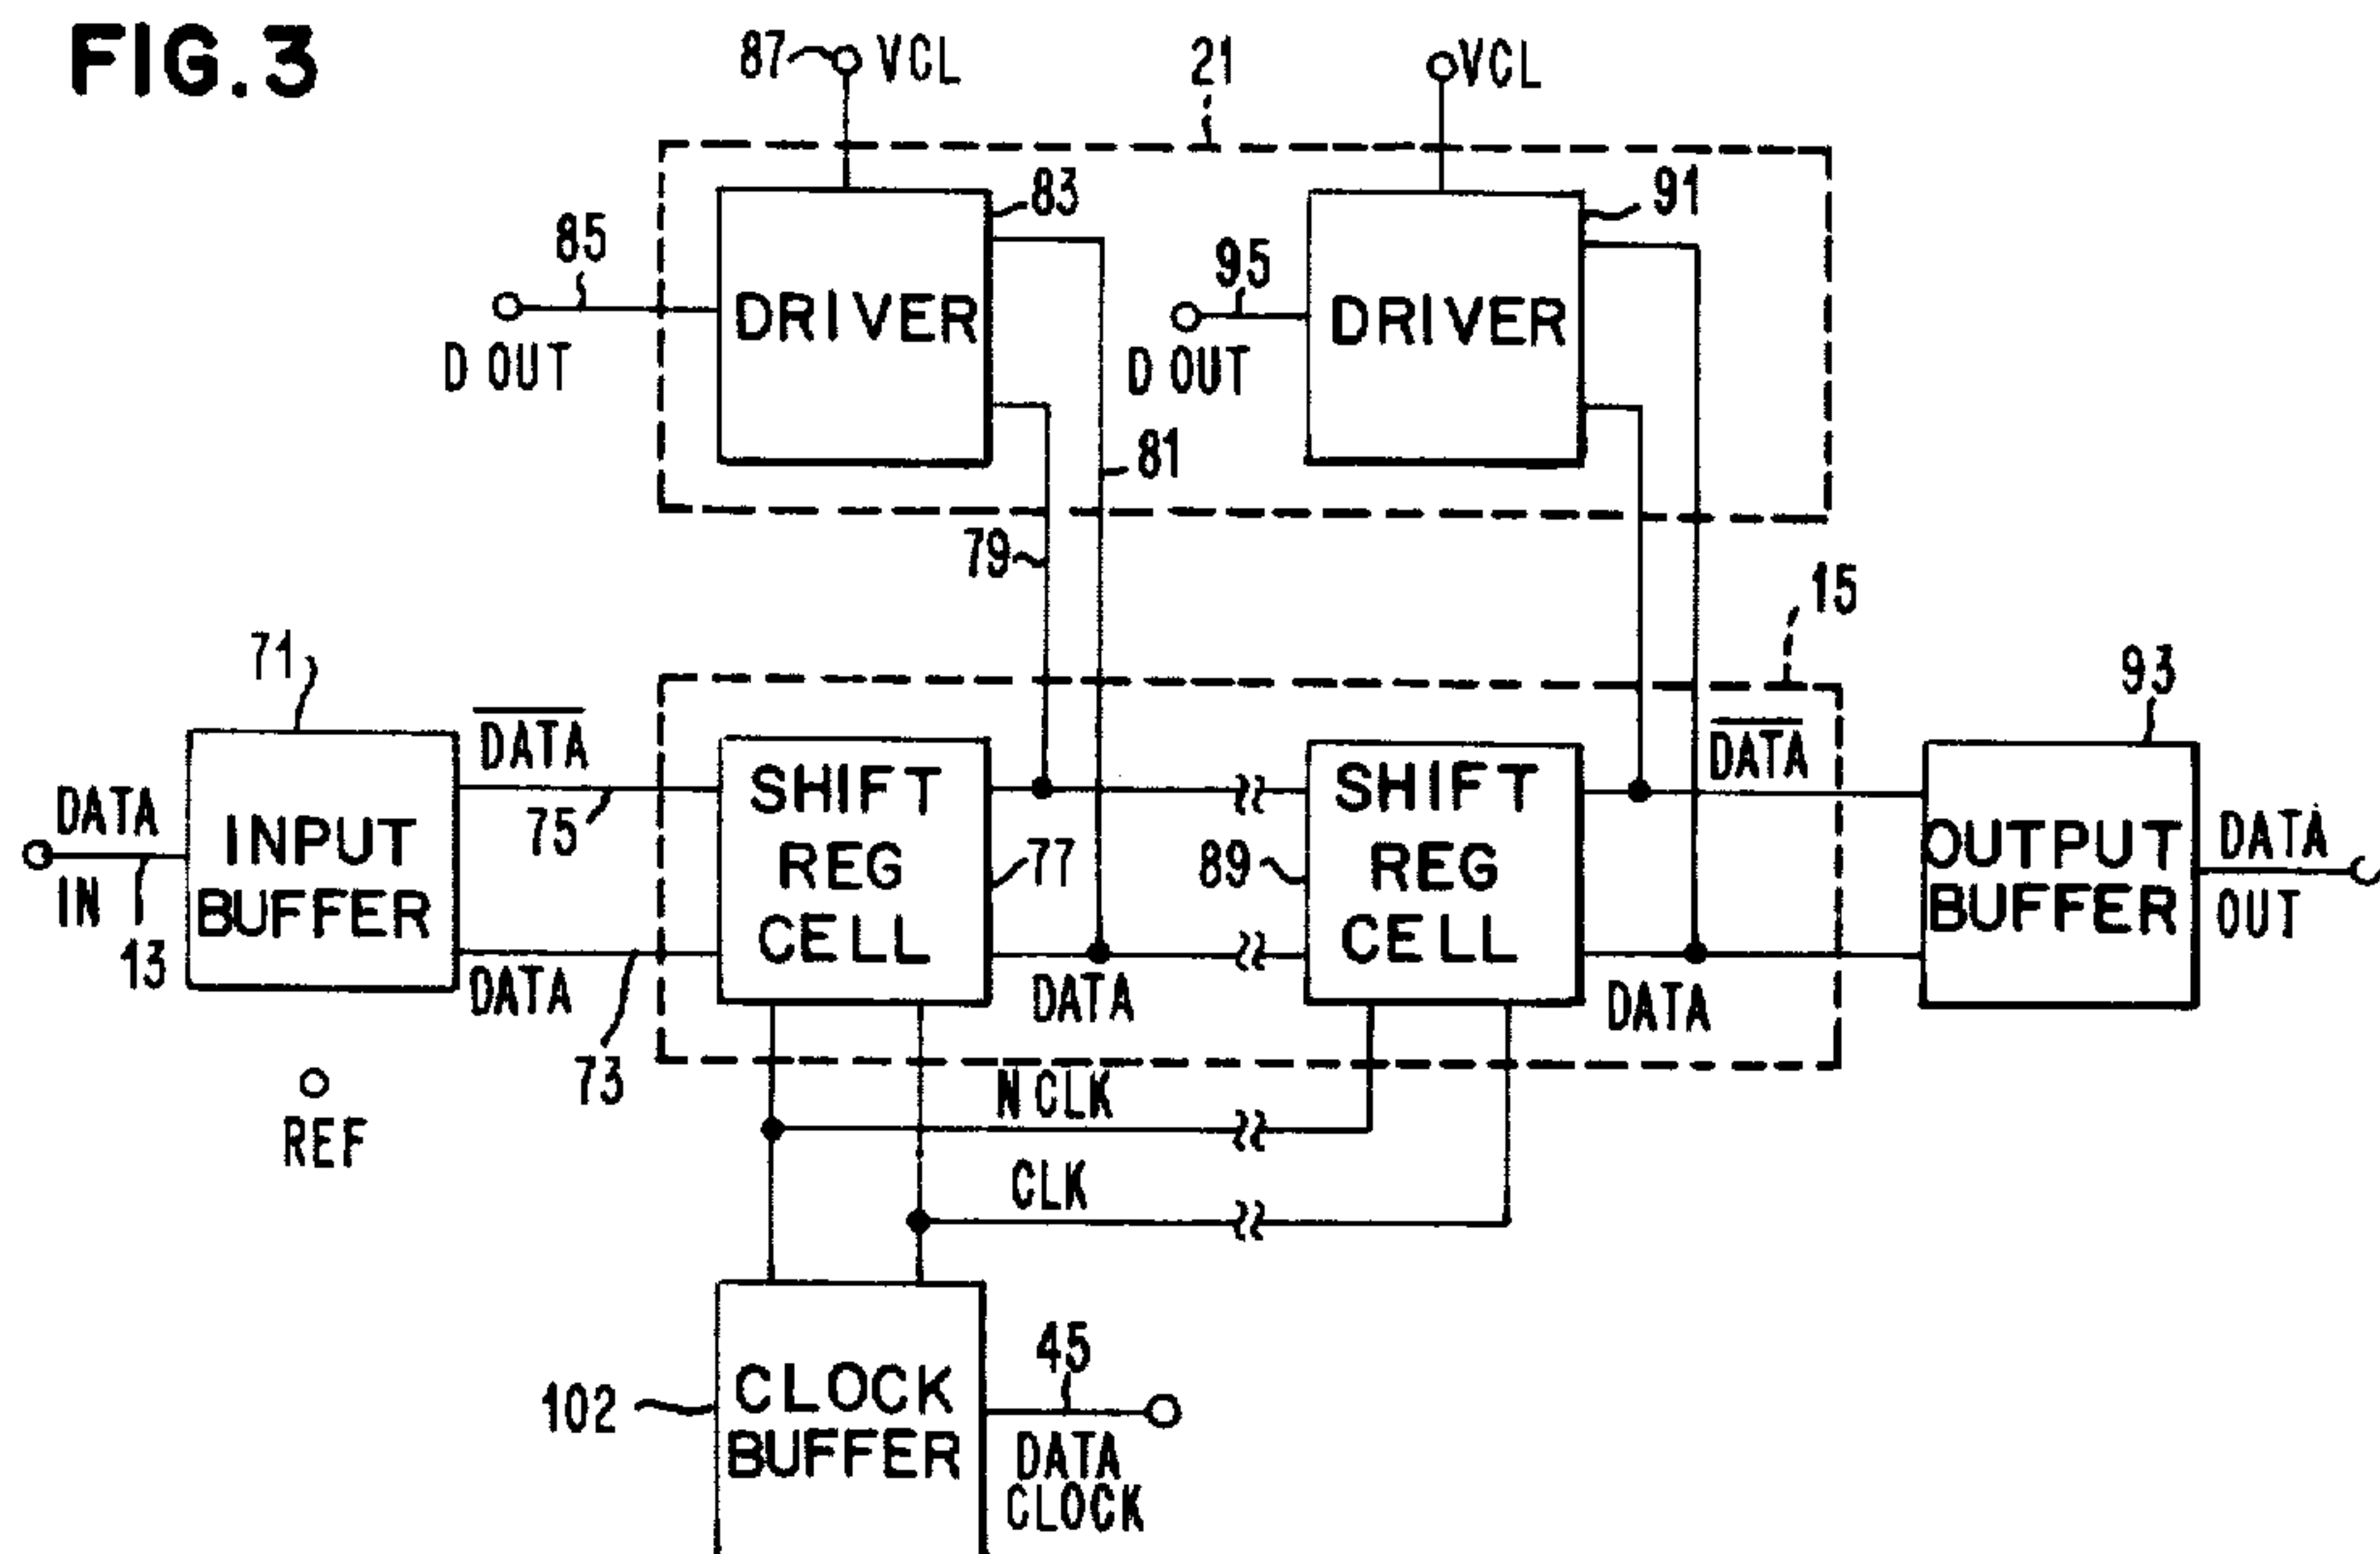 FIG.3
87 VCL
21
VCL
83
91
85
95
D OUT
DRIVER
D OUT
DRIVER
81
79
15
71
93
DATA
IN
13
INPUT
BUFFER
DATA
75
DATA
73
SHIFT
REG
CELL
77
DATA
89
SHIFT
REG
CELL
DATA
DATA
OUTPUT
BUFFER
DATA
OUT
REF
N CLK
CLK
102
CLOCK
BUFFER
45
DATA
CLOCK